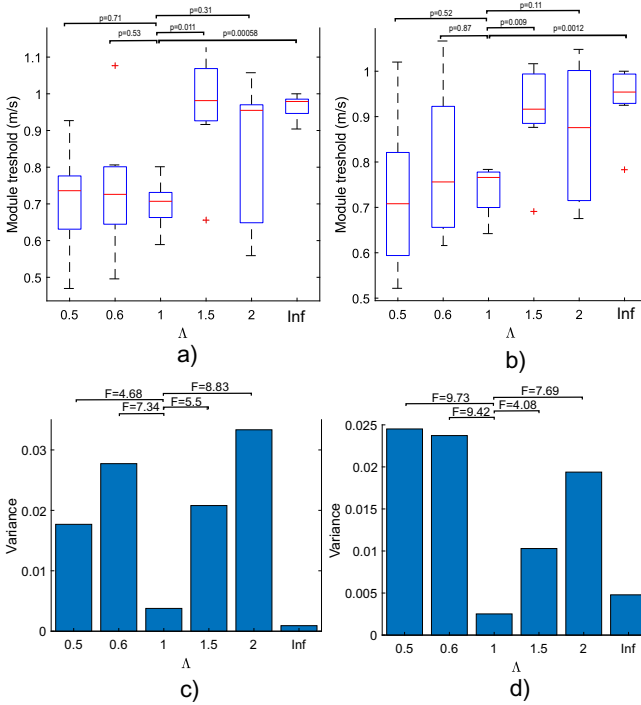 p=0.31
p=0.71
p=0.53
p=0.011
p=0.00058
Module treshold (m/s)
1.1
1
0.9
0.8
0.7
0.6
0.5
0.5 0.6 1 1.5 2 Inf
Λ
a)
p=0.11
p=0.52
p=0.87
p=0.009
p=0.0012
Module treshold (m/s)
1
0.9
0.8
0.7
0.6
0.5
0.5 0.6 1 1.5 2 Inf
Λ
b)
F=8.83
F=4.68
F=7.34
F=5.5
Variance
0.03
0.02
0.01
0
0.5 0.6 1 1.5 2 Inf
Λ
c)
F=7.69
F=9.73
F=9.42
F=4.08
Variance
0.025
0.02
0.015
0.01
0.005
0
0.5 0.6 1 1.5 2 Inf
Λ
d)